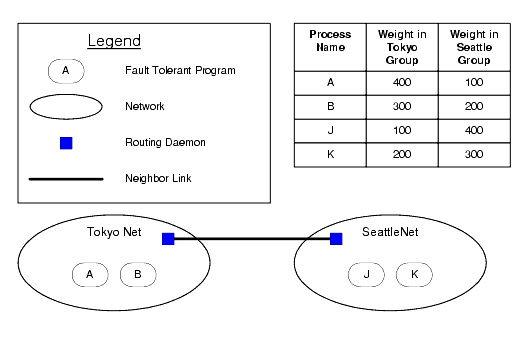 Legend
A
Fault Tolerant Program
Network
Routing Daemon
Neighbor Link
Process Name Weight in Tokyo Group Weight in Seattle Group
A 400 100
B 300 200
J 100 400
K 200 300
Tokyo Net
A B
SeattleNet
J K